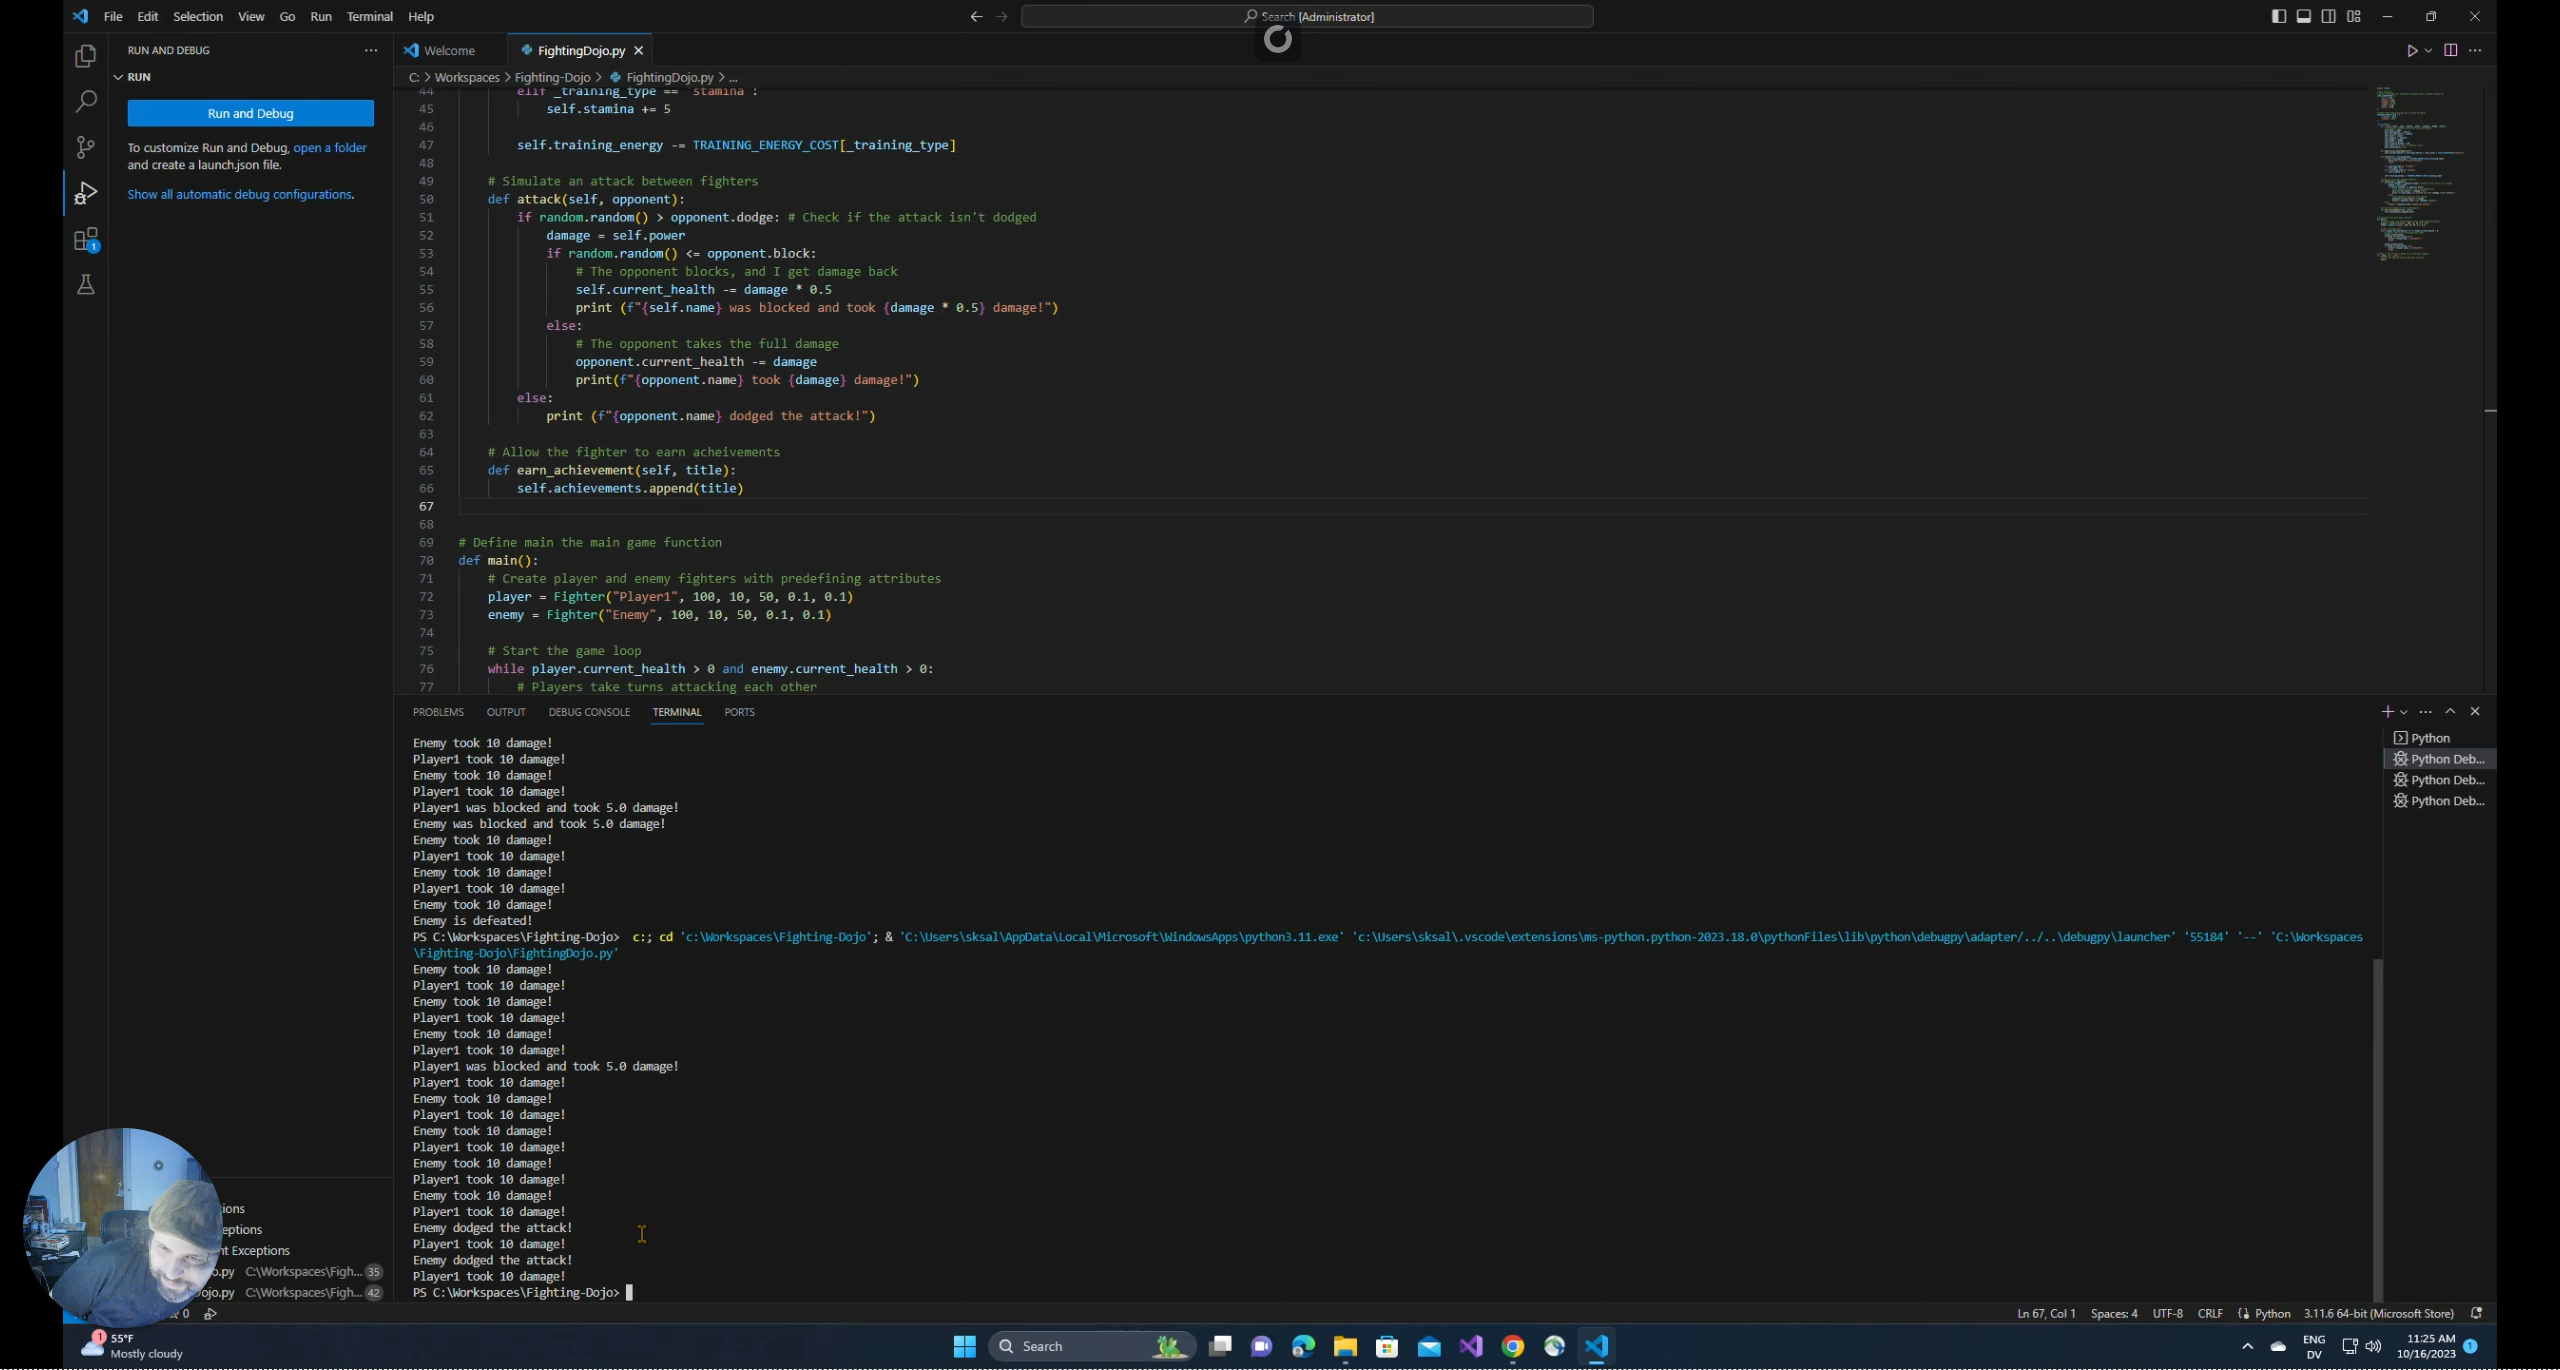 File Edit Selection View Go Run Terminal Help
Search [Administrator]
RUN AND DEBUG
RUN
Run and Debug
To customize Run and Debug, open a folder
and create a launch.json file.
Show all automatic debug configurations.
Welcome
FightingDojo.py
C: > Workspaces > Fighting-Dojo > FightingDojo.py > ...
44 elif _training_type == "stamina":
45 self.stamina += 5
46
47 self.training_energy -= TRAINING_ENERGY_COST[_training_type]
48
49 # Simulate an attack between fighters
50 def attack(self, opponent):
51 if random.random() > opponent.dodge: # Check if the attack isn't dodged
52 damage = self.power
53 if random.random() <= opponent.block:
54 # The opponent blocks, and I get damage back
55 self.current_health -= damage * 0.5
56 print (f"{self.name} was blocked and took {damage * 0.5} damage!")
57 else:
58 # The opponent takes the full damage
59 opponent.current_health -= damage
60 print(f"{opponent.name} took {damage} damage!")
61 else:
62 print (f"{opponent.name} dodged the attack!")
63
64 # Allow the fighter to earn acheivements
65 def earn_achievement(self, title):
66 self.achievements.append(title)
67
68
69 # Define main the main game function
70 def main():
71 # Create player and enemy fighters with predefining attributes
72 player = Fighter("Player1", 100, 10, 50, 0.1, 0.1)
73 enemy = Fighter("Enemy", 100, 10, 50, 0.1, 0.1)
74
75 # Start the game loop
76 while player.current_health > 0 and enemy.current_health > 0:
77 # Players take turns attacking each other
PROBLEMS OUTPUT DEBUG CONSOLE TERMINAL PORTS
Enemy took 10 damage!
Player1 took 10 damage!
Enemy took 10 damage!
Player1 took 10 damage!
Player1 was blocked and took 5.0 damage!
Enemy was blocked and took 5.0 damage!
Enemy took 10 damage!
Player1 took 10 damage!
Enemy took 10 damage!
Player1 took 10 damage!
Enemy took 10 damage!
Enemy is defeated!
PS C:\Workspaces\Fighting-Dojo> c:; cd 'c:\Workspaces\Fighting-Dojo'; & 'C:\Users\sksal\AppData\Local\Microsoft\WindowsApps\python3.11.exe' 'c:\Users\sksal\.vscode\extensions\ms-python.python-2023.18.0\pythonFiles\lib\python\debugpy\adapter/../..\debugpy\launcher' '55184' '--' 'C:\Workspaces
\Fighting-Dojo\FightingDojo.py'
Enemy took 10 damage!
Player1 took 10 damage!
Enemy took 10 damage!
Player1 took 10 damage!
Enemy took 10 damage!
Player1 took 10 damage!
Player1 was blocked and took 5.0 damage!
Player1 took 10 damage!
Enemy took 10 damage!
Player1 took 10 damage!
Enemy took 10 damage!
Player1 took 10 damage!
Enemy took 10 damage!
Player1 took 10 damage!
Enemy took 10 damage!
Player1 took 10 damage!
Enemy dodged the attack!
Player1 took 10 damage!
Enemy dodged the attack!
Player1 took 10 damage!
PS C:\Workspaces\Fighting-Dojo>
Python
Python Deb...
Python Deb...
Python Deb...
ions
eptions
nt Exceptions
o.py C:\Workspaces\Figh... 35
ojo.py C:\Workspaces\Figh... 42
0
Ln 67, Col 1 Spaces: 4 UTF-8 CRLF Python 3.11.6 64-bit (Microsoft Store)
1
55°F
Mostly cloudy
Search
ENG
DV
11:25 AM
10/16/2023
1